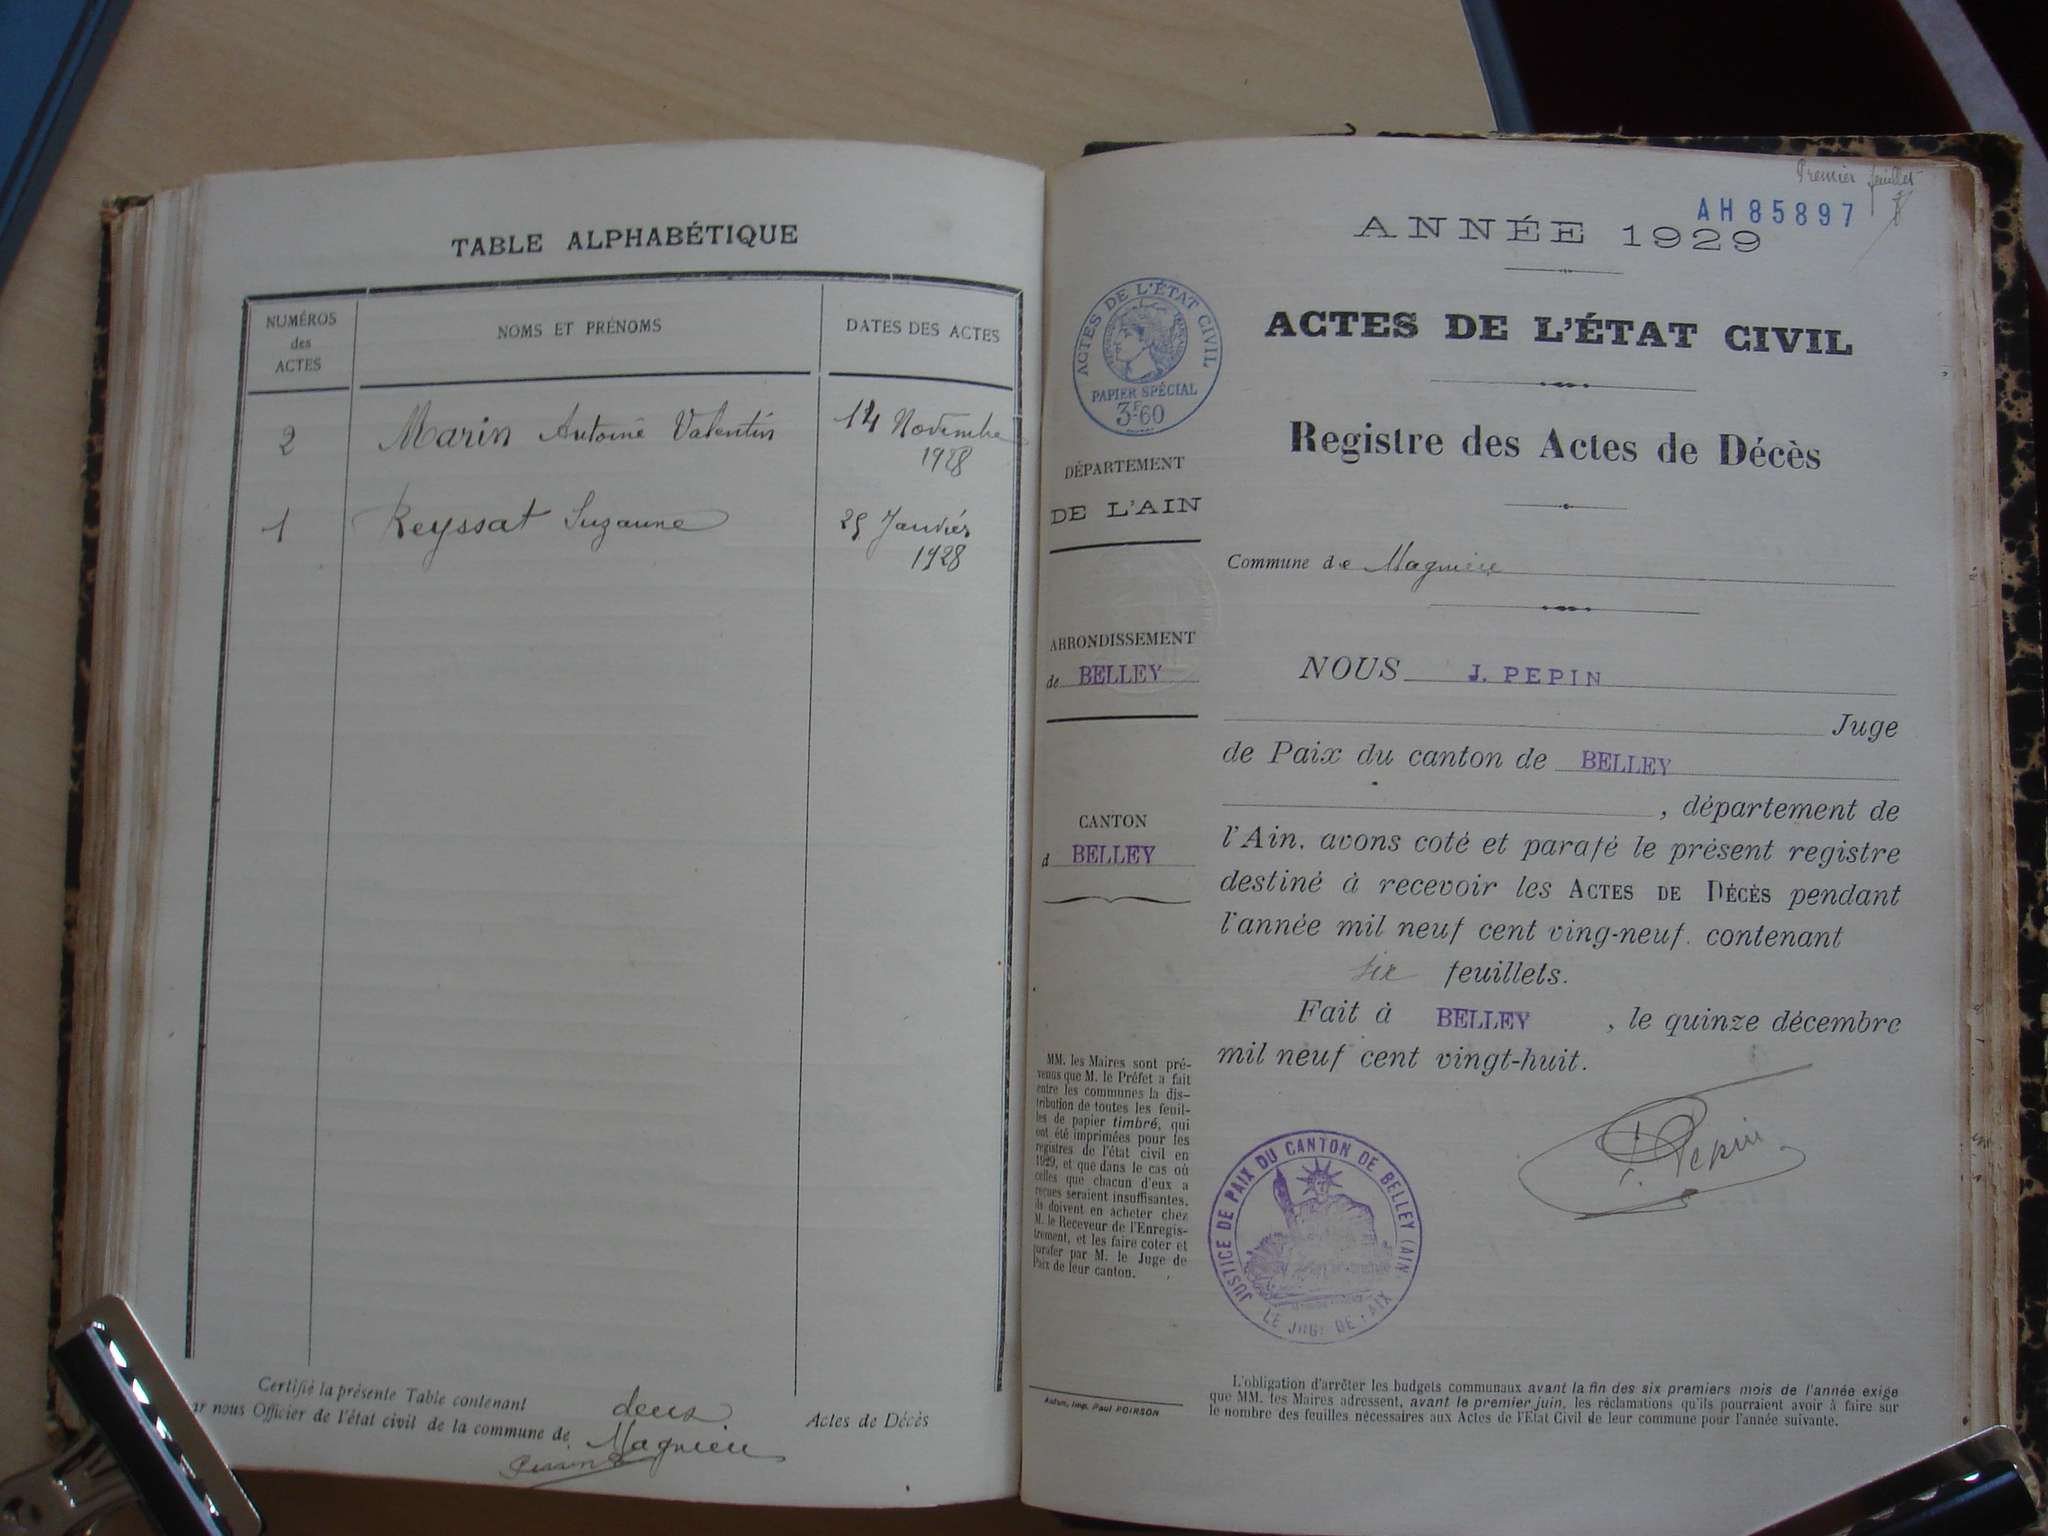 TABLE ALPHABÉTIQUE
NUMÉROS
des
ACTES
NOMS ET PRÉNOMS
DATES DES ACTES
2 Marin Antoine Valentin 14 Novembre
1928
1 Reyssat Suzanne 25 Janvier
1928
Certifié la présente Table contenant deux Actes de Décès
ar nous Officier de l'état civil de la commune de Magnieu
Premier feuillet
AH 85897
ANNÉE 1929
ACTES DE L'ÉTAT CIVIL
ACTES DE L'ÉTAT CIVIL
PAPIER SPÉCIAL
3F60
Registre des Actes de Décès
DÉPARTEMENT
DE L'AIN
Commune de Magnieu
ARRONDISSEMENT
de BELLEY
CANTON
d BELLEY
NOUS J. PEPIN
Juge
de Paix du canton de BELLEY
, département de
l'Ain, avons coté et parafé le présent registre
destiné à recevoir les ACTES DE DÉCÈS pendant
l'année mil neuf cent ving-neuf. contenant
six feuillets.
Fait à BELLEY , le quinze décembre
mil neuf cent vingt-huit.
MM. les Maires sont pré-
venus que M. le Préfet a fait
entre les communes la dis-
tribution de toutes les feuil-
les de papier timbré, qui
ont été imprimées pour les
registres de l'état civil en
1929, et que dans le cas où
celles que chacun d'eux a
reçues seraient insuffisantes,
ils doivent en acheter chez
M. le Receveur de l'Enregis-
trement, et les faire coter et
parafer par M. le Juge de
Paix de leur canton.
Pepin
JUSTICE DE PAIX DU CANTON DE BELLEY (AIN)
LE JUGE DE PAIX
Autun, Imp. Paul POIRSON
L'obligation d'arrêter les budgets communaux avant la fin des six premiers mois de l'année exige
que MM. les Maires adressent, avant le premier juin, les réclamations qu'ils pourraient avoir à faire sur
le nombre des feuilles nécessaires aux Actes de l'État Civil de leur commune pour l'année suivante.